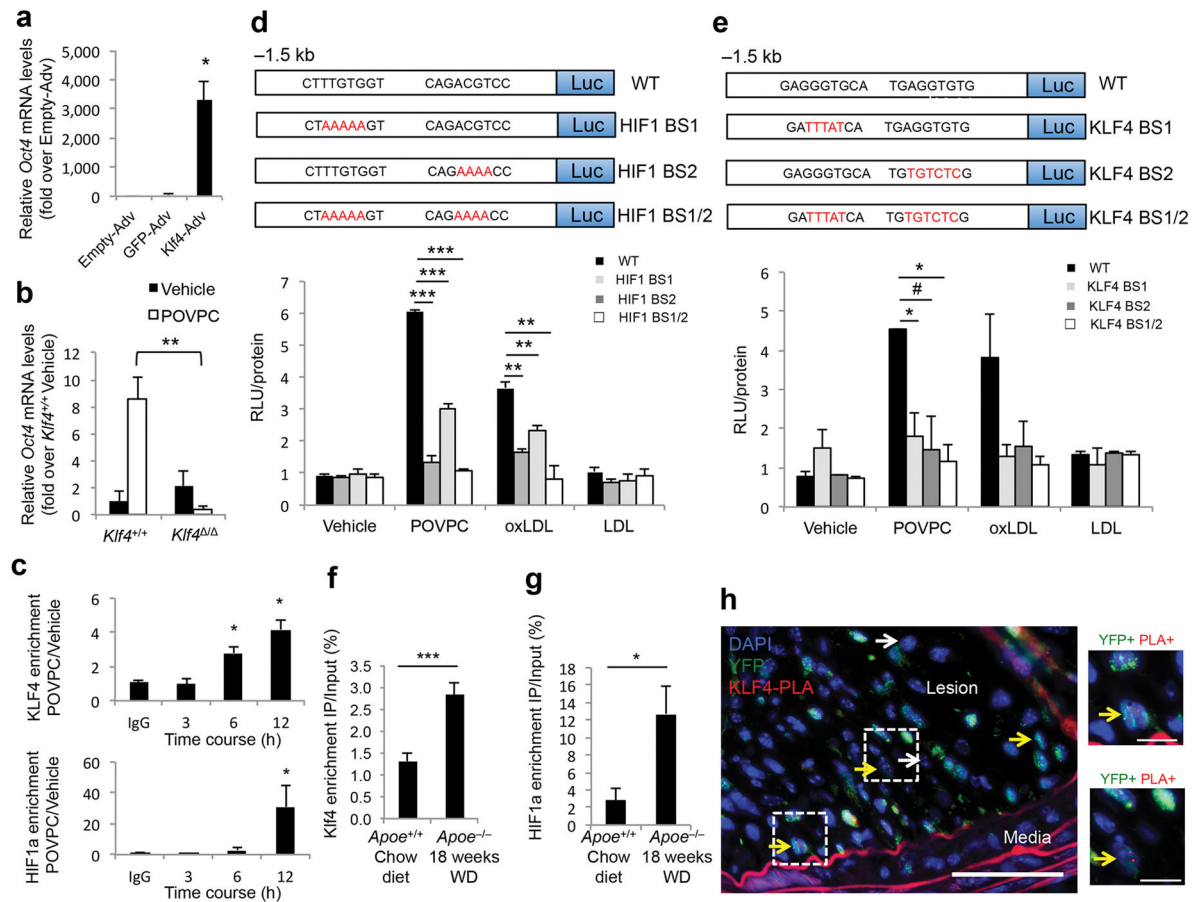 a
Relative Oct4 mRNA levels
(fold over Empty-Adv)
5,000
4,000
3,000
2,000
1,000
0
*
Empty-Adv
GFP-Adv
Klf4-Adv
b
Vehicle
POVPC
Relative Oct4 mRNA levels
(fold over Klf4+/+ Vehicle)
12
10
8
6
4
2
0
**
Klf4+/+
Klf4Δ/Δ
c
KLF4 enrichment
POVPC/Vehicle
6
4
2
0
*
*
IgG 3 6 12
Time course (h)
HIF1a enrichment
POVPC/Vehicle
60
40
20
0
*
IgG 3 6 12
Time course (h)
d
–1.5 kb
CTTTGTGGT CAGACGTCC Luc WT
CTAAAAAGT CAGACGTCC Luc HIF1 BS1
CTTTGTGGT CAGAAAACC Luc HIF1 BS2
CTAAAAAGT CAGAAAACC Luc HIF1 BS1/2
WT
HIF1 BS1
HIF1 BS2
HIF1 BS1/2
RLU/protein
7
6
5
4
3
2
1
0
***
***
***
**
**
**
Vehicle POVPC oxLDL LDL
e
–1.5 kb
GAGGGTGCA TGAGGTGTG Luc WT
GATTTATCA TGAGGTGTG Luc KLF4 BS1
GAGGGTGCA TGTGTCTCG Luc KLF4 BS2
GATTTATCA TGTGTCTCG Luc KLF4 BS1/2
WT
KLF4 BS1
KLF4 BS2
KLF4 BS1/2
RLU/protein
6
5
4
3
2
1
0
*
#
*
Vehicle POVPC oxLDL LDL
f
Klf4 enrichment IP/Input (%)
3.5
3.0
2.5
2.0
1.5
1.0
0.5
0
***
Apoe+/+ Apoe–/–
Chow 18 weeks
diet WD
g
HIF1a enrichment IP/Input (%)
18
16
14
12
10
8
6
4
2
0
*
Apoe+/+ Apoe–/–
Chow 18 weeks
diet WD
h
DAPI
YFP
KLF4-PLA
Lesion
Media
YFP+ PLA+
YFP+ PLA+